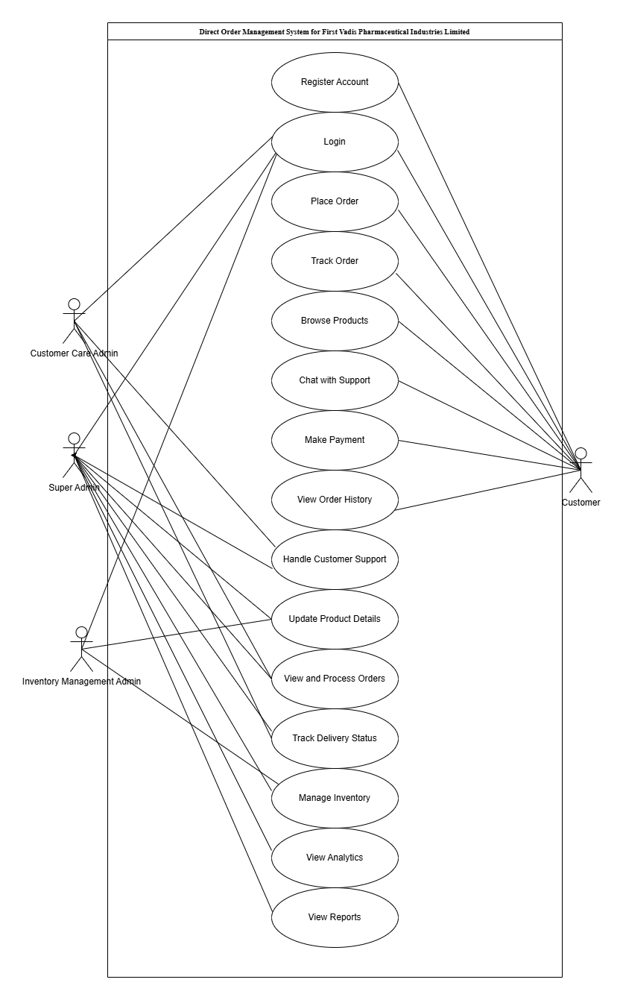 Direct Order Management System for First Vadis Pharmaceutical Industries Limited
Register Account
Login
Place Order
Track Order
Browse Products
Customer Care Admin
Chat with Support
Make Payment
Super Admin
View Order History
Customer
Handle Customer Support
Update Product Details
Inventory Management Admin
View and Process Orders
Track Delivery Status
Manage Inventory
View Analytics
View Reports